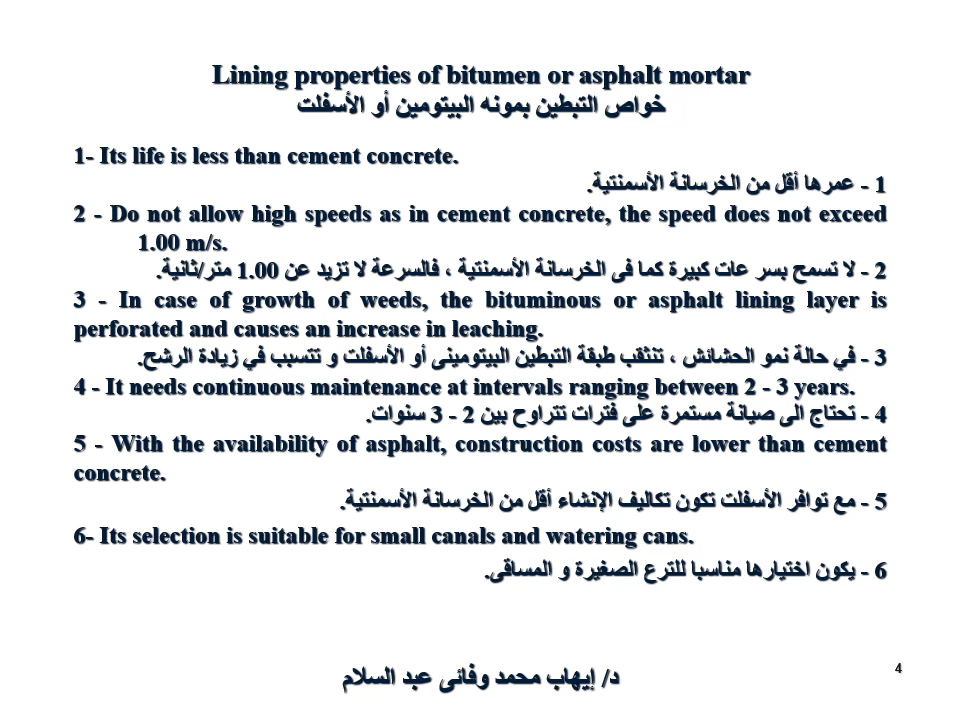 Lining properties of bitumen or asphalt mortar
خواص التبطين بمونه البيتومين أو الأسفلت
1- Its life is less than cement concrete.
1 - عمرها أقل من الخرسانة الأسمنتية.
2 - Do not allow high speeds as in cement concrete, the speed does not exceed
1.00 m/s.
2 - لا تسمح بسر عات كبيرة كما فى الخرسانة الأسمنتية ، فالسرعة لا تزيد عن 1.00 متر/ثانية.
3 - In case of growth of weeds, the bituminous or asphalt lining layer is
perforated and causes an increase in leaching.
3 - في حالة نمو الحشائش ، تنثقب طبقة التبطين البيتومينى أو الأسفلت و تتسبب في زيادة الرشح.
4 - It needs continuous maintenance at intervals ranging between 2 - 3 years.
4 - تحتاج الى صيانة مستمرة على فترات تتراوح بين 2 - 3 سنوات.
5 - With the availability of asphalt, construction costs are lower than cement
concrete.
5 - مع توافر الأسفلت تكون تكاليف الإنشاء أقل من الخرسانة الأسمنتية.
6- Its selection is suitable for small canals and watering cans.
6 - يكون اختيارها مناسبا للترع الصغيرة و المساقى.
د/ إيهاب محمد وفائى عبد السلام
4